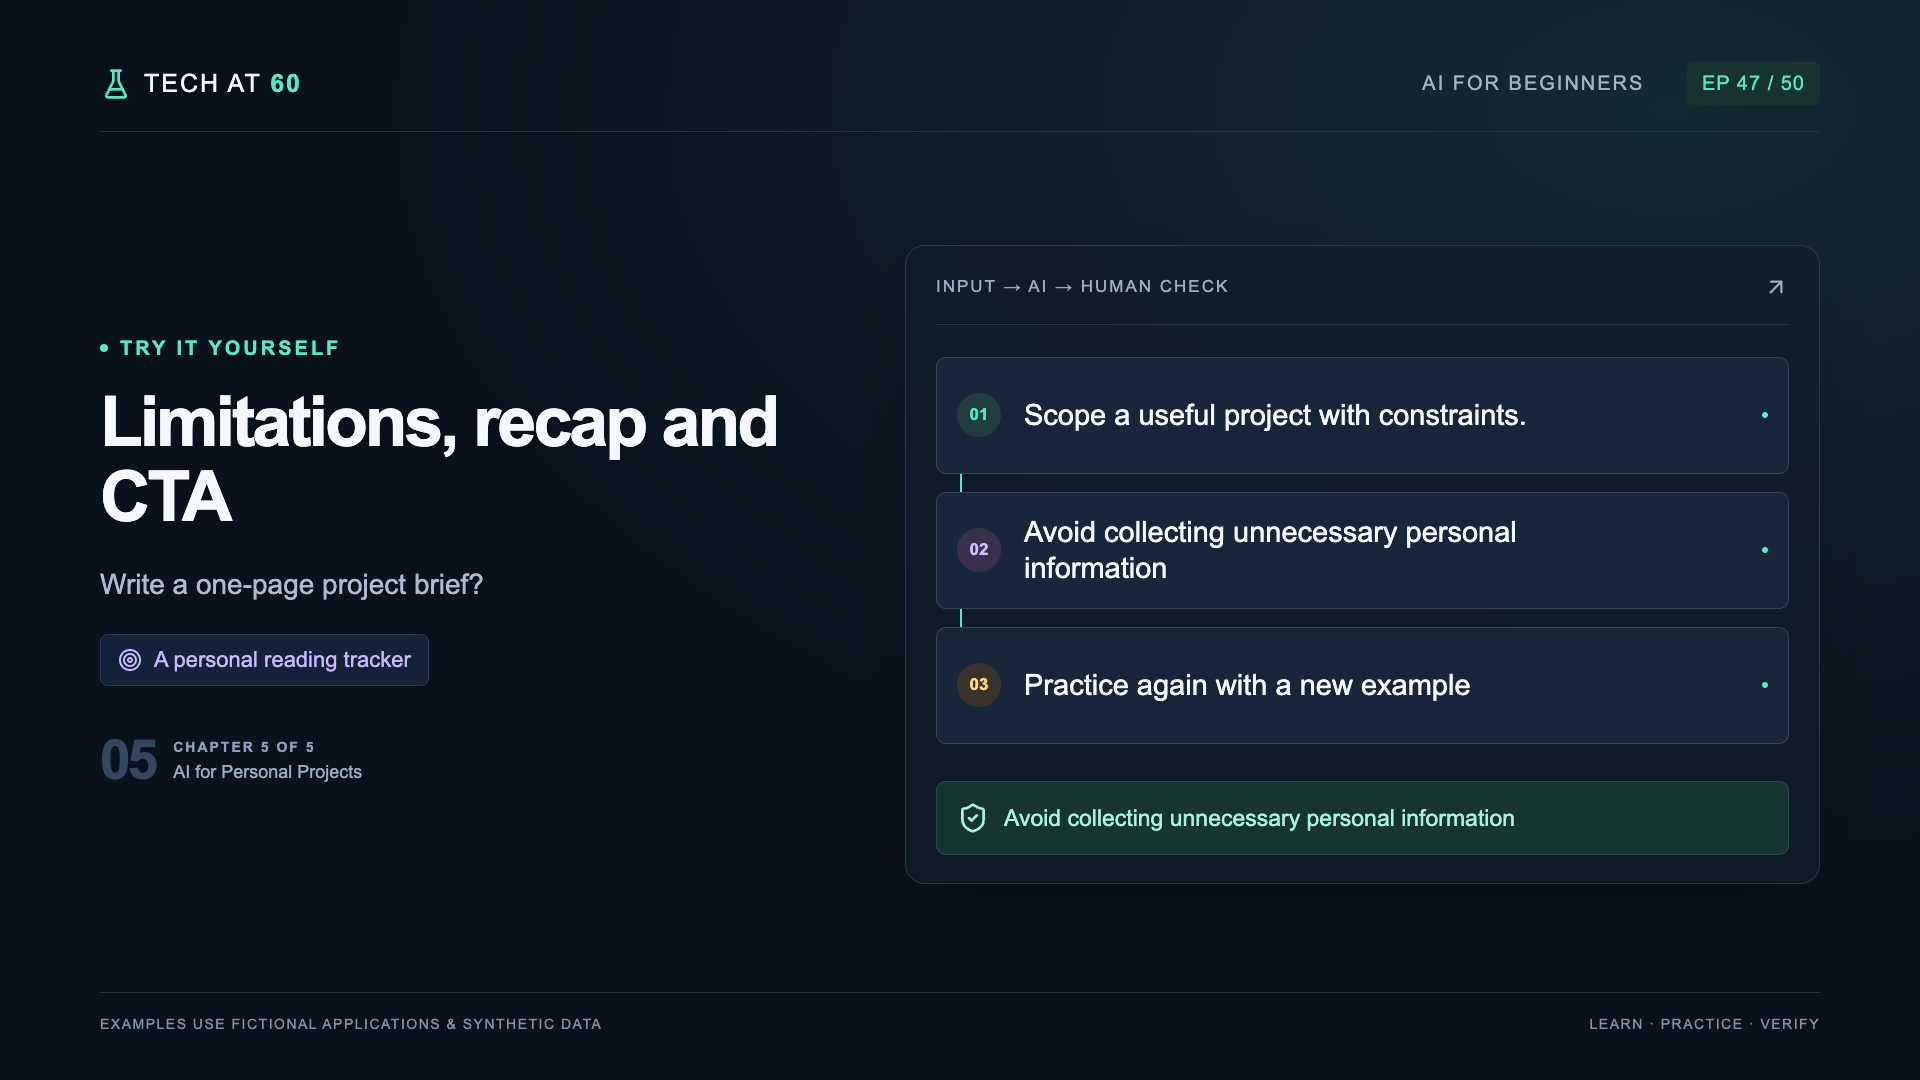 TECH AT 60
AI FOR BEGINNERS
EP 47 / 50
TRY IT YOURSELF
Limitations, recap and
CTA
Write a one-page project brief?
A personal reading tracker
05
CHAPTER 5 OF 5
AI for Personal Projects
INPUT → AI → HUMAN CHECK
01
Scope a useful project with constraints.
02
Avoid collecting unnecessary personal
information
03
Practice again with a new example
Avoid collecting unnecessary personal information
EXAMPLES USE FICTIONAL APPLICATIONS & SYNTHETIC DATA
LEARN · PRACTICE · VERIFY